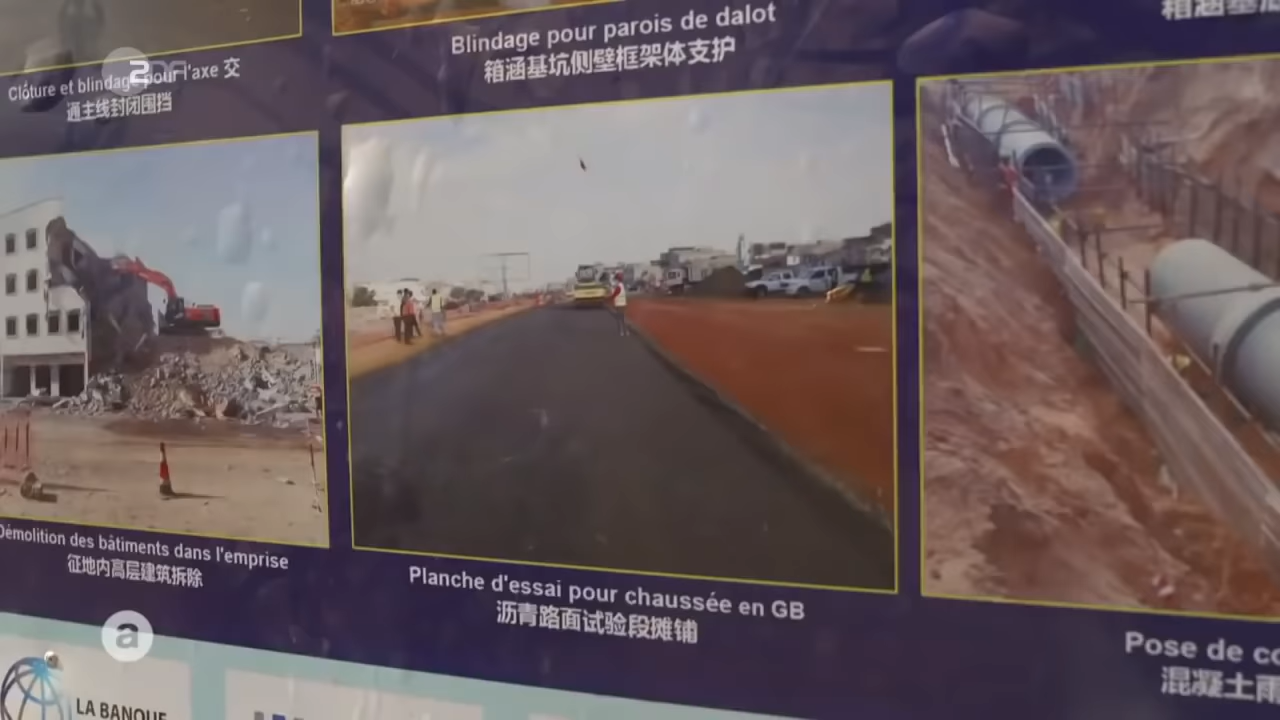 Blindage pour parois de dalot
箱涵基坑侧壁框架体支护
Clôture et blindage pour l'axe 交
通主线封闭围挡
2DF
Démolition des bâtiments dans l'emprise
征地内高层建筑拆除
Planche d'essai pour chaussée en GB
沥青路面试验段摊铺
Pose de
混凝土雨
a
LA BANQUE